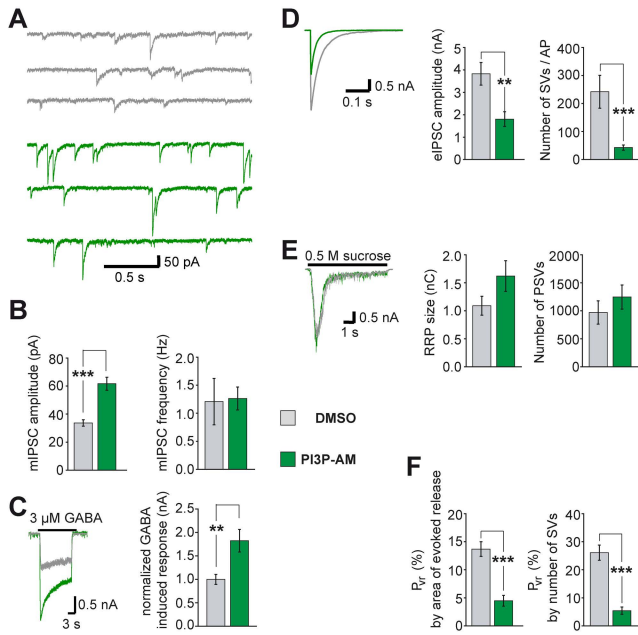 A
50 pA
0.5 s
B
mIPSC amplitude (pA)
80
60
40
20
0
***
mIPSC frequency (Hz)
2.0
1.5
1.0
0.5
0.0
C
3 µM GABA
0.5 nA
3 s
normalized GABA
induced response (nA)
2.5
2.0
1.5
1.0
0.5
0.0
**
D
0.5 nA
0.1 s
eIPSC amplitude (nA)
6
5
4
3
2
1
0
**
Number of SVs / AP
400
300
200
100
0
***
E
0.5 M sucrose
0.5 nA
1 s
RRP size (nC)
2.0
1.5
1.0
0.5
0.0
Number of PSVs
2000
1500
1000
500
0
DMSO
PI3P-AM
F
Pvr (%)
by area of evoked release
20
15
10
5
0
***
Pvr (%)
by number of SVs
40
30
20
10
0
***